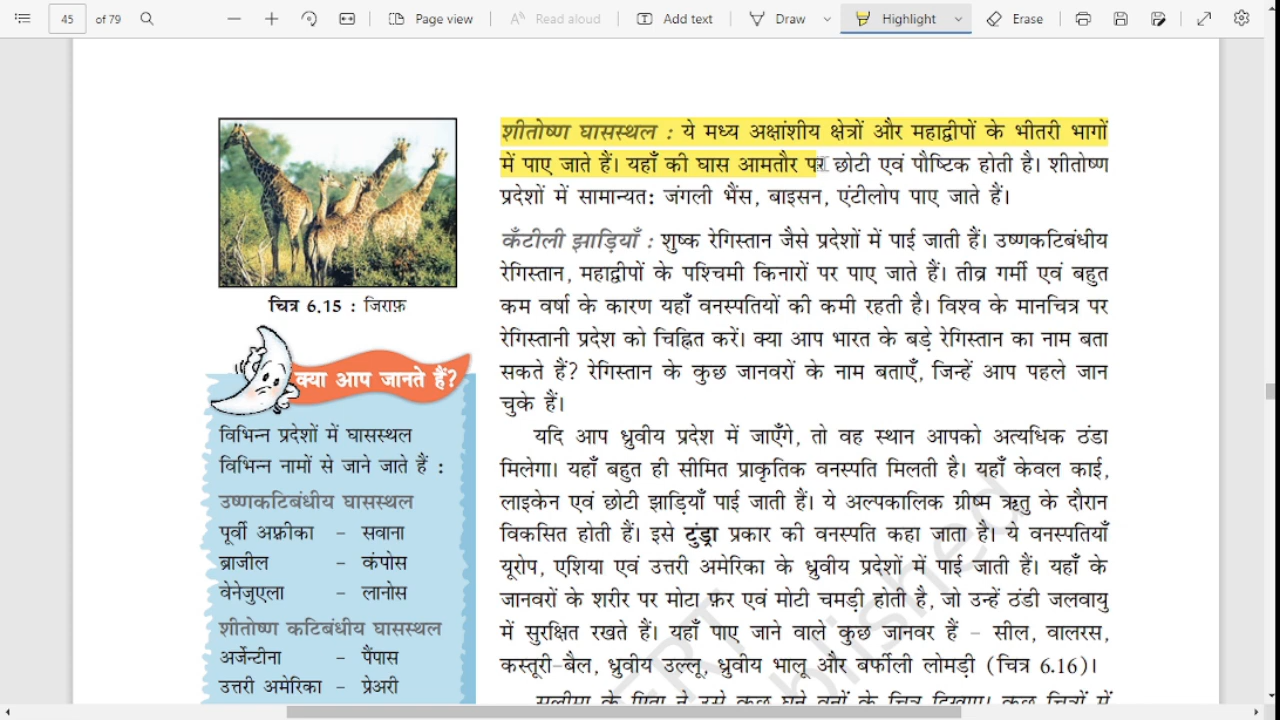 45 of 79 Page view Read aloud Add text Draw Highlight Erase
शीतोष्ण घासस्थल : ये मध्य अक्षांशीय क्षेत्रों और महाद्वीपों के भीतरी भागों
में पाए जाते हैं। यहाँ की घास आमतौर पर छोटी एवं पौष्टिक होती है। शीतोष्ण
प्रदेशों में सामान्यत: जंगली भैंस, बाइसन, एंटीलोप पाए जाते हैं।
कँटीली झाड़ियाँ : शुष्क रेगिस्तान जैसे प्रदेशों में पाई जाती हैं। उष्णकटिबंधीय
रेगिस्तान, महाद्वीपों के पश्चिमी किनारों पर पाए जाते हैं। तीव्र गर्मी एवं बहुत
कम वर्षा के कारण यहाँ वनस्पतियों की कमी रहती है। विश्व के मानचित्र पर
रेगिस्तानी प्रदेश को चिह्नित करें। क्या आप भारत के बड़े रेगिस्तान का नाम बता
सकते हैं? रेगिस्तान के कुछ जानवरों के नाम बताएँ, जिन्हें आप पहले जान
चुके हैं।
यदि आप ध्रुवीय प्रदेश में जाएँगे, तो वह स्थान आपको अत्यधिक ठंडा
मिलेगा। यहाँ बहुत ही सीमित प्राकृतिक वनस्पति मिलती है। यहाँ केवल काई,
लाइकेन एवं छोटी झाड़ियाँ पाई जाती हैं। ये अल्पकालिक ग्रीष्म ऋतु के दौरान
विकसित होती हैं। इसे टुंड्रा प्रकार की वनस्पति कहा जाता है। ये वनस्पतियाँ
यूरोप, एशिया एवं उत्तरी अमेरिका के ध्रुवीय प्रदेशों में पाई जाती हैं। यहाँ के
जानवरों के शरीर पर मोटा फ़र एवं मोटी चमड़ी होती है, जो उन्हें ठंडी जलवायु
में सुरक्षित रखते हैं। यहाँ पाए जाने वाले कुछ जानवर हैं – सील, वालरस,
कस्तूरी-बैल, ध्रुवीय उल्लू, ध्रुवीय भालू और बर्फीली लोमड़ी (चित्र 6.16)।
सलीमा के पिता ने उसे कुछ घने वनों के चित्र दिखाए। कुछ चित्रों में
चित्र 6.15 : जिराफ़
क्या आप जानते हैं?
विभिन्न प्रदेशों में घासस्थल
विभिन्न नामों से जाने जाते हैं :
उष्णकटिबंधीय घासस्थल
पूर्वी अफ़्रीका – सवाना
ब्राजील – कंपोस
वेनेजुएला – लानोस
शीतोष्ण कटिबंधीय घासस्थल
अर्जेन्टीना – पैंपास
उत्तरी अमेरिका – प्रेअरी